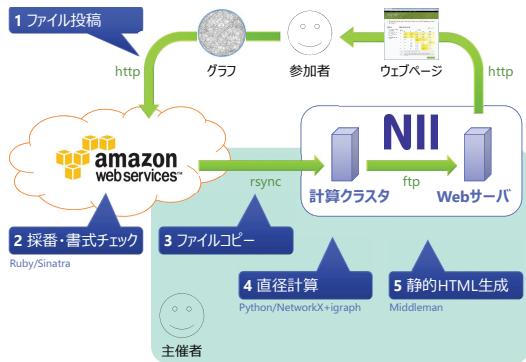 1 ファイル投稿
http
グラフ
参加者
ウェブページ
http
amazon
web services™
NII
rsync
計算クラスタ
ftp
Webサーバ
2 採番・書式チェック
Ruby/Sinatra
3 ファイルコピー
4 直径計算
Python/NetworkX+igraph
5 静的HTML生成
Middleman
主催者